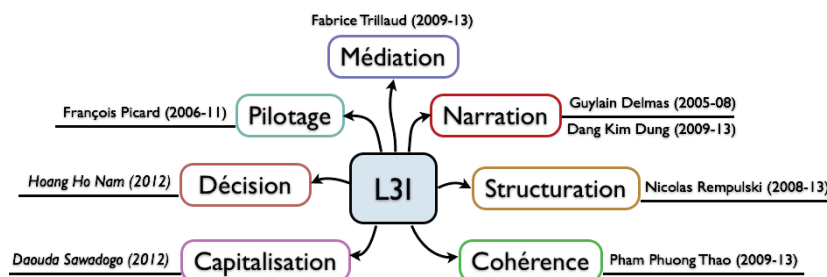 Fabrice Trillaud (2009-13)
Médiation
François Picard (2006-11)
Pilotage
Narration
Guylain Delmas (2005-08)
Dang Kim Dung (2009-13)
Hoang Ho Nam (2012)
Décision
L3I
Structuration
Nicolas Rempulski (2008-13)
Daouda Sawadogo (2012)
Capitalisation
Cohérence
Pham Phuong Thao (2009-13)